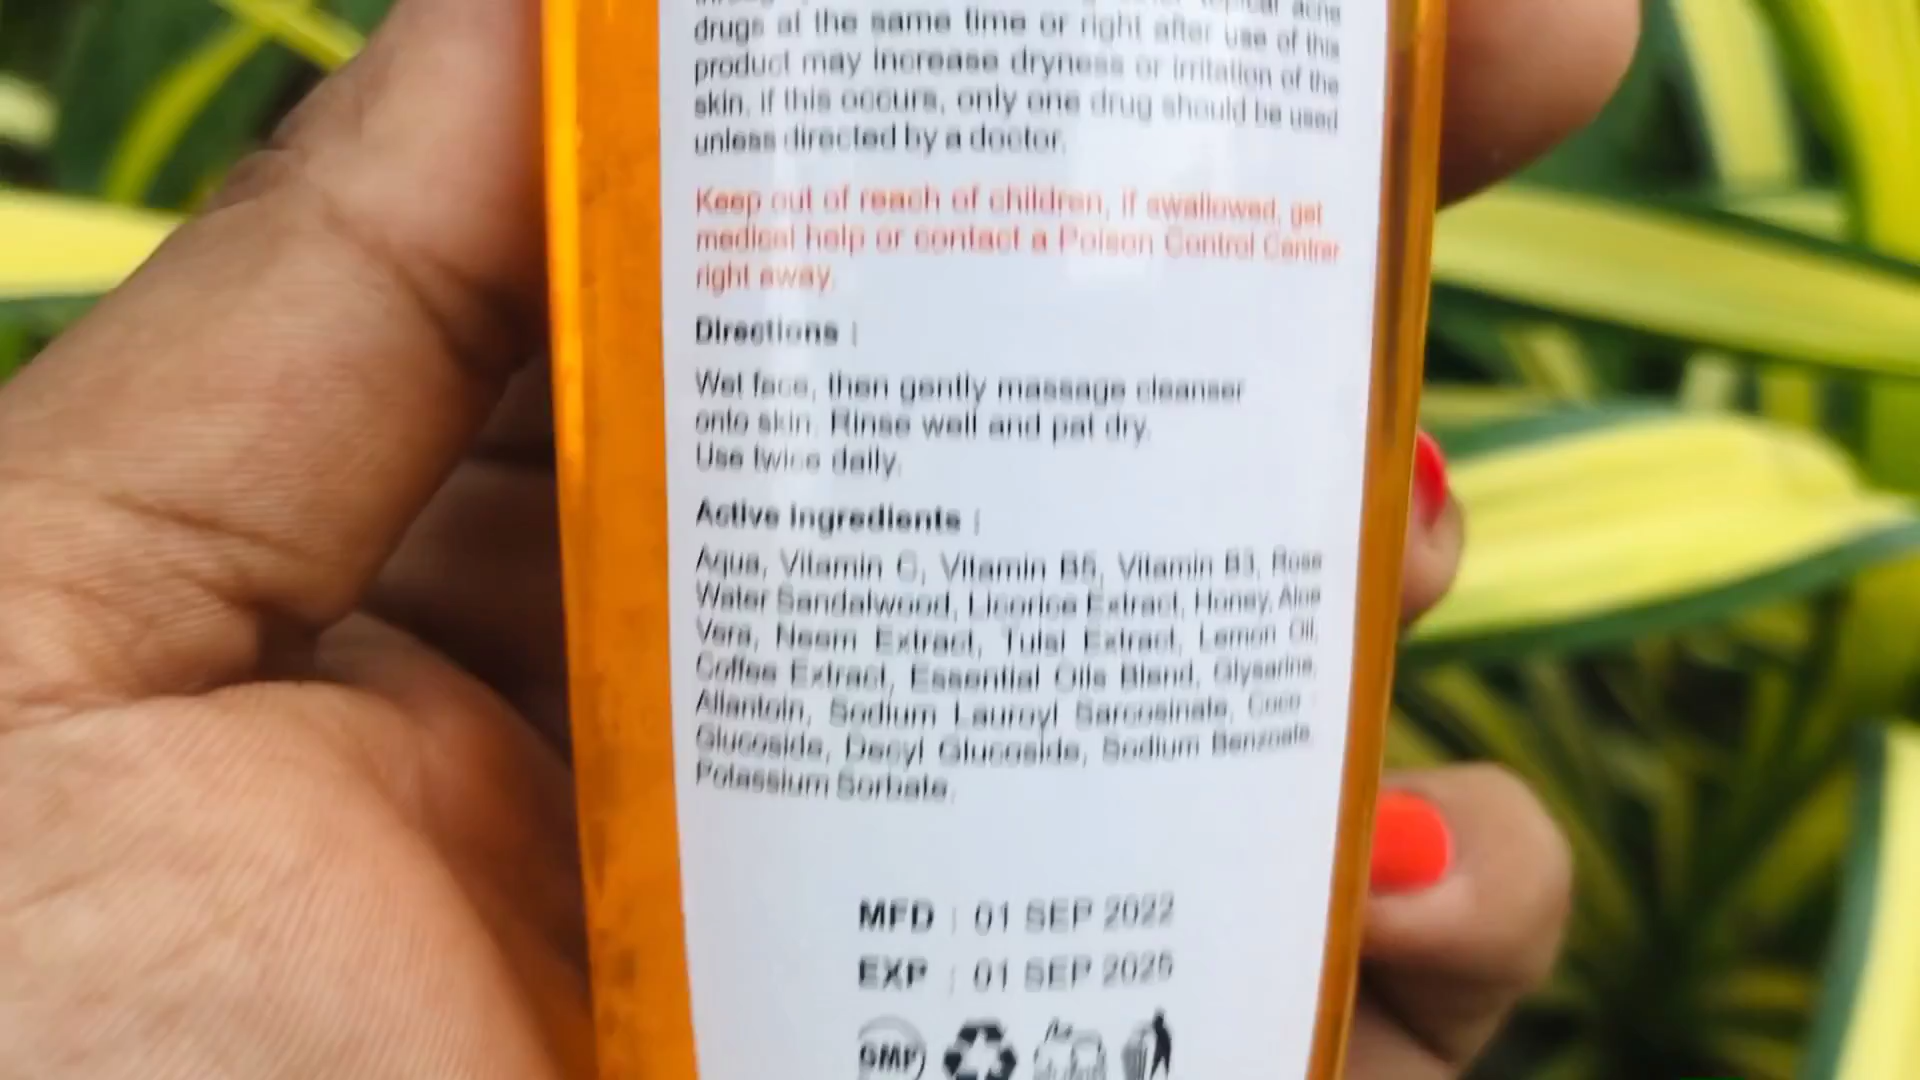 topical acne
drugs at the same time or right after use of this
product may increase dryness or irritation of the
skin. if this occurs, only one drug should be used
unless directed by a doctor.
Keep out of reach of children, if swallowed, get
medical help or contact a Poison Control Centrer
right away.
Directions :
Wet face, then gently massage cleanser
onto skin. Rinse well and pat dry.
Use twice daily.
Active Ingredients :
Aqua, Vitamin C, Vitamin B5, Vitamin B3, Rose
Water Sandalwood, Licorice Extract, Honey, Aloe
Vera, Neem Extract, Tulsi Extract, Lemon Oil,
Coffee Extract, Essential Oils Blend, Glyserine,
Allantoin, Sodium Lauroyl Sarcosinate, Coco -
Glucoside, Decyl Glucoside, Sodium Benzoate,
Potassium Sorbate.
MFD : 01 SEP 2022
EXP : 01 SEP 2025
GMP